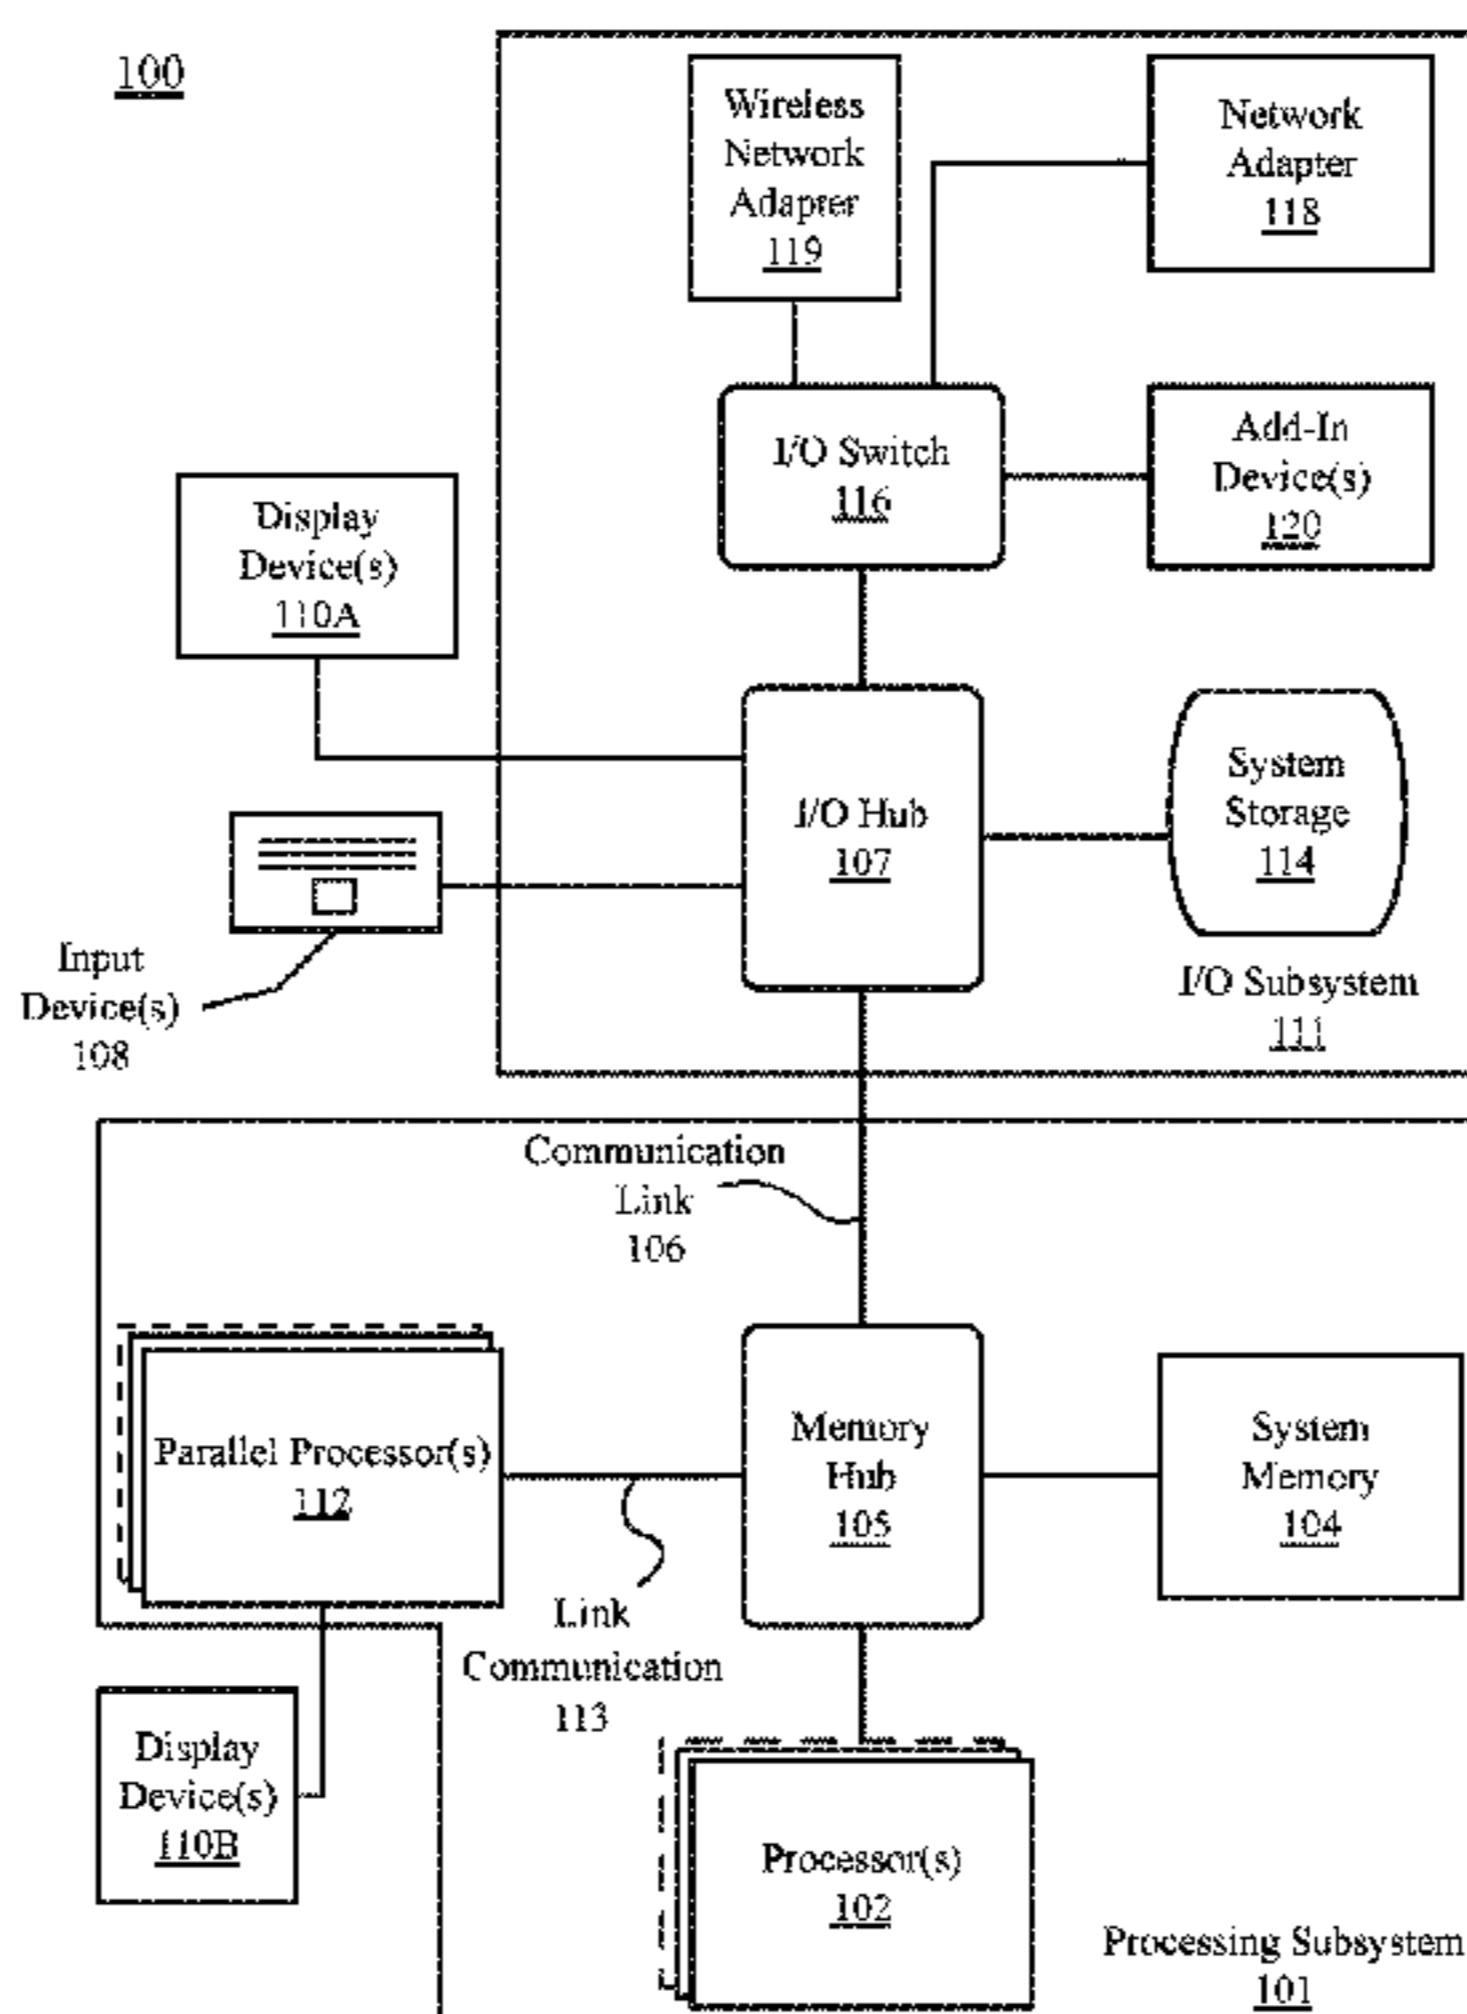 100
Wireless
Network
Adapter
119
Network
Adapter
118
I/O Switch
116
Add-In
Device(s)
120
Display
Device(s)
110A
I/O Hub
107
System
Storage
114
Input
Device(s)
108
I/O Subsystem
111
Communication
Link
106
Parallel Processor(s)
112
Memory
Hub
105
System
Memory
104
Link
Communication
113
Display
Device(s)
110B
Processor(s)
102
Processing Subsystem
101